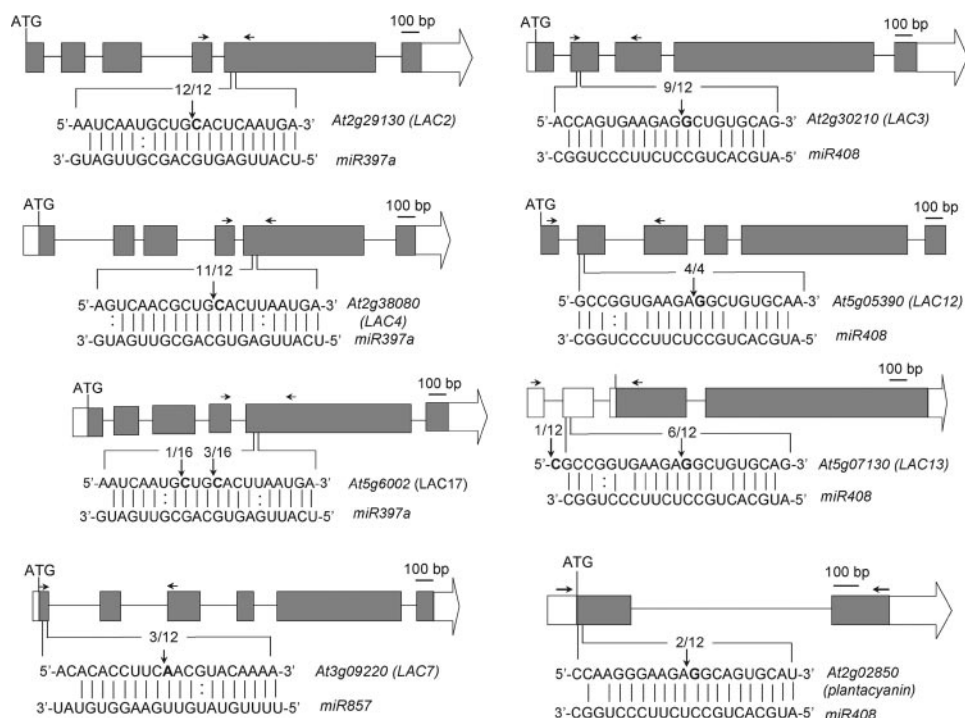 ATG
100 bp
12/12
5'-AAUCAAUGCUGCACUCAAUGA-3'
At2g29130 (LAC2)
3'-GUAGUUGCGACGUGAGUUACU-5'
miR397a
ATG
100 bp
9/12
5'-ACCAGUGAAGAGGCUGUGCAG-3'
At2g30210 (LAC3)
3'-CGGUCCCUUCUCCGUCACGUA-5'
miR408
ATG
100 bp
11/12
5'-AGUCAACGCUGCACUUAAUGA-3'
At2g38080
(LAC4)
3'-GUAGUUGCGACGUGAGUUACU-5'
miR397a
ATG
100 bp
4/4
5'-GCCGGUGAAGAGGCUGUGCAA-3'
At5g05390 (LAC12)
3'-CGGUCCCUUCUCCGUCACGUA-5'
miR408
ATG
100 bp
1/16 3/16
5'-AAUCAAUGCUGCACUUAAUGA-3'
At5g6002 (LAC17)
3'-GUAGUUGCGACGUGAGUUACU-5'
miR397a
100 bp
1/12 6/12
5'-CGCCGGUGAAGAGGCUGUGCAG-3'
At5g07130 (LAC13)
3'-CGGUCCCUUCUCCGUCACGUA-5'
miR408
ATG
100 bp
3/12
5'-ACACACCUUCAACGUACAAAA-3'
At3g09220 (LAC7)
3'-UAUGUGGAAGUUGUAUGUUUU-5'
miR857
ATG
100 bp
2/12
5'-CCAAGGGAAGAGGCAGUGCAU-3'
At2g02850
(plantacyanin)
3'-CGGUCCCUUCUCCGUCACGUA-5'
miR408